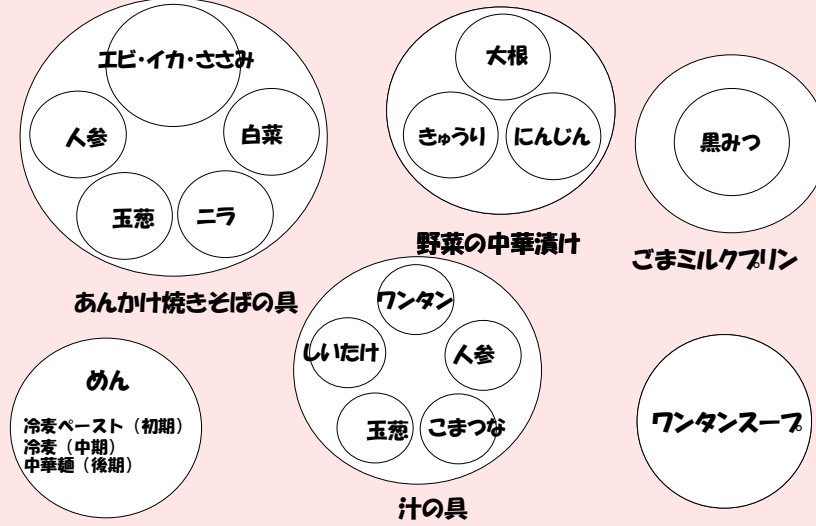 エビ・イカ・ささみ
人参
白菜
玉葱
ニラ
あんかけ焼きそばの具
大根
きゅうり
にんじん
野菜の中華漬け
黒みつ
ごまミルクプリン
めん
冷麦ペースト（初期）
冷麦（中期）
中華麺（後期）
ワンタン
しいたけ
人参
玉葱
こまつな
汁の具
ワンタンスープ